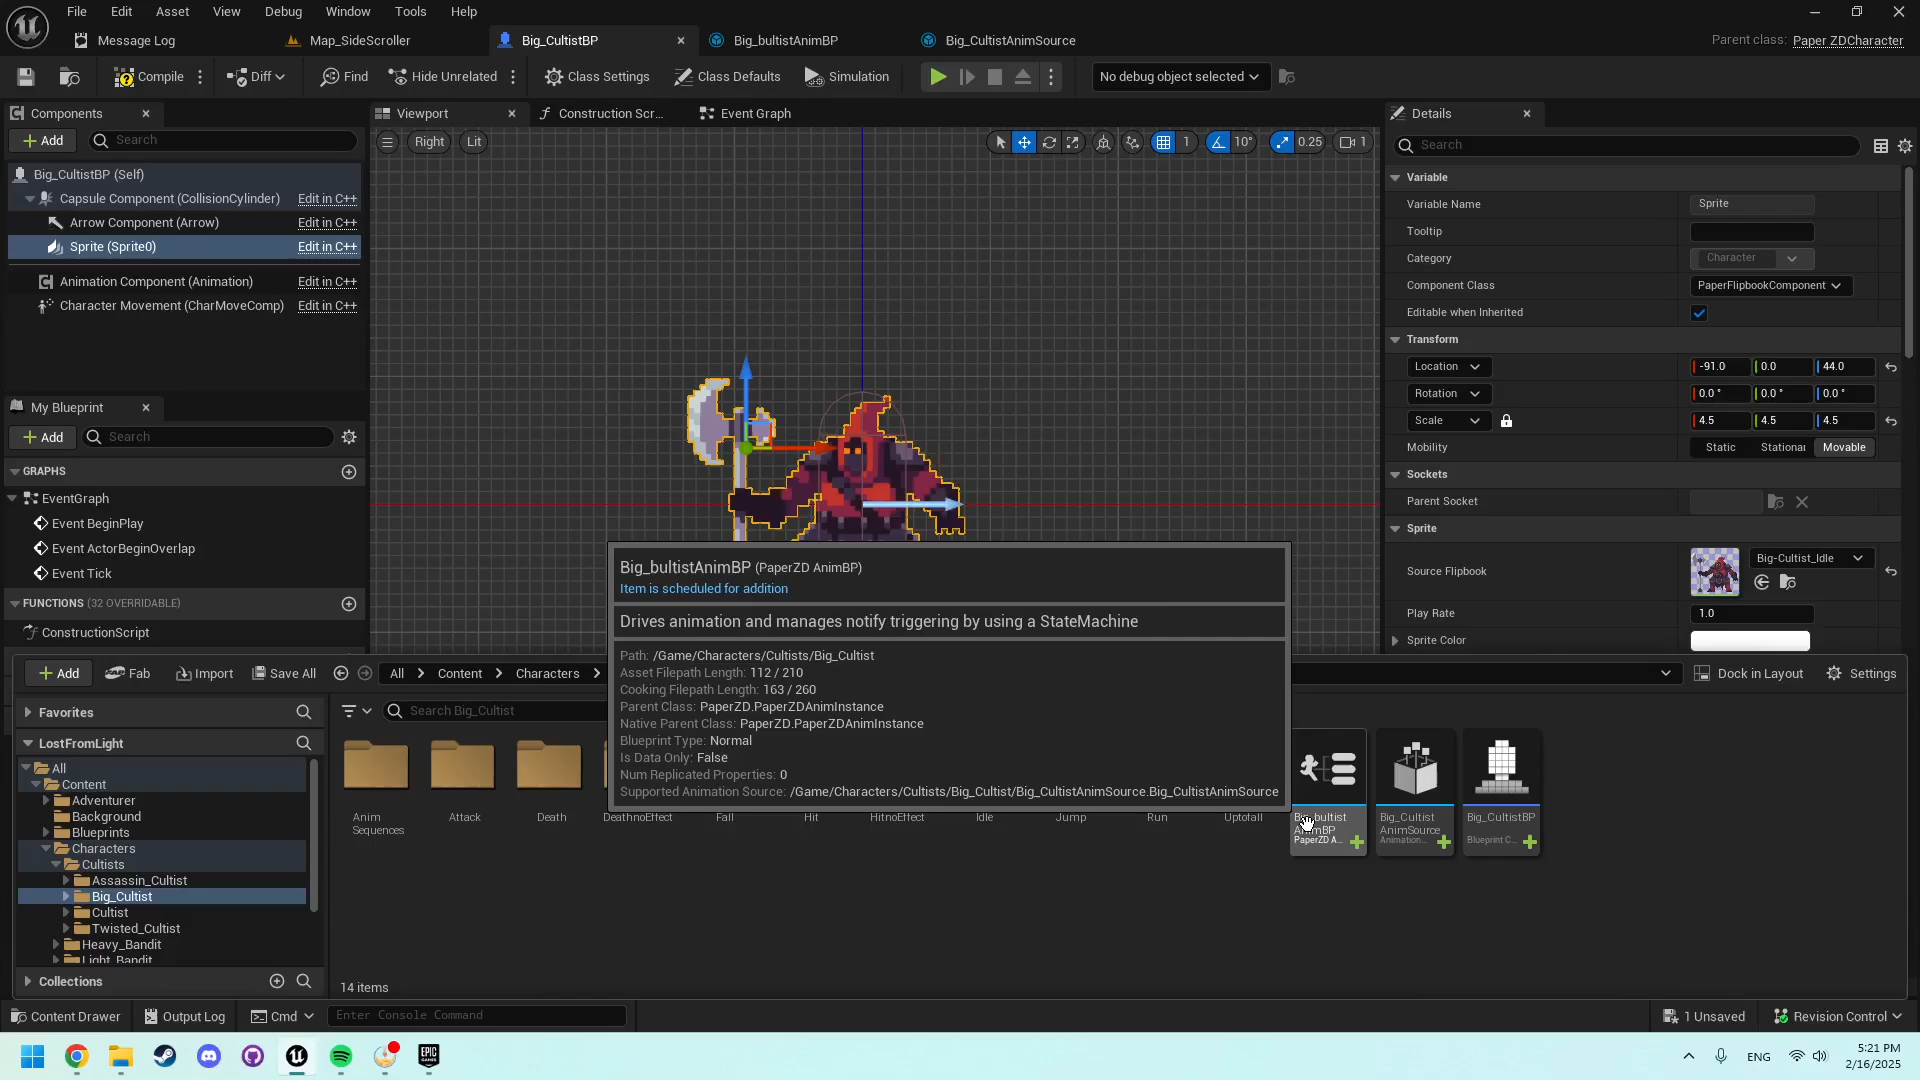 File Edit Asset View Debug Window Tools Help
Message Log Map_SideScroller Big_CultistBP Big_bultistAnimBP Big_CultistAnimSource Parent class: Paper ZDCharacter
Compile Diff Find Hide Unrelated Class Settings Class Defaults Simulation No debug object selected
Components Viewport Construction Scr... Event Graph Details
Add Search Right Lit 1 10° 0.25 1 Search
Big_CultistBP (Self)
Capsule Component (CollisionCylinder) Edit in C++
Arrow Component (Arrow) Edit in C++
Sprite (Sprite0) Edit in C++
Animation Component (Animation) Edit in C++
Character Movement (CharMoveComp) Edit in C++
Variable
Variable Name Sprite
Tooltip
Category Character
Component Class PaperFlipbookComponent
Editable when Inherited
Transform
Location -91.0 0.0 44.0
Rotation 0.0° 0.0° 0.0°
Scale 4.5 4.5 4.5
Mobility Static Stationar Movable
Sockets
Parent Socket
Sprite
Source Flipbook Big-Cultist_Idle
Play Rate 1.0
Sprite Color
My Blueprint
Add Search
GRAPHS
EventGraph
Event BeginPlay
Event ActorBeginOverlap
Event Tick
FUNCTIONS (32 OVERRIDABLE)
ConstructionScript
Big_bultistAnimBP (PaperZD AnimBP)
Item is scheduled for addition
Drives animation and manages notify triggering by using a StateMachine
Path: /Game/Characters/Cultists/Big_Cultist
Asset Filepath Length: 112 / 210
Cooking Filepath Length: 163 / 260
Parent Class: PaperZD.PaperZDAnimInstance
Native Parent Class: PaperZD.PaperZDAnimInstance
Blueprint Type: Normal
Is Data Only: False
Num Replicated Properties: 0
Supported Animation Source: /Game/Characters/Cultists/Big_Cultist/Big_CultistAnimSource.Big_CultistAnimSource
Add Fab Import Save All All Content Characters Dock in Layout Settings
Favorites Search Big_Cultist
LostFromLight
All
Content
Adventurer
Background
Blueprints
Characters
Cultists
Assassin_Cultist
Big_Cultist
Cultist
Twisted_Cultist
Heavy_Bandit
Light_Bandit
Collections
Anim Sequences
Attack
Death
DeathnoEffect
Fall
Hit
HitnoEffect
Idle
Jump
Run
Uptofall
Big_bultist
AnimBP
PaperZD A...
Big_Cultist
AnimSource
Animation...
Big_CultistBP
Blueprint C...
14 items
Content Drawer Output Log Cmd Enter Console Command 1 Unsaved Revision Control
EPIC GAMES
ENG 5:21 PM
2/16/2025